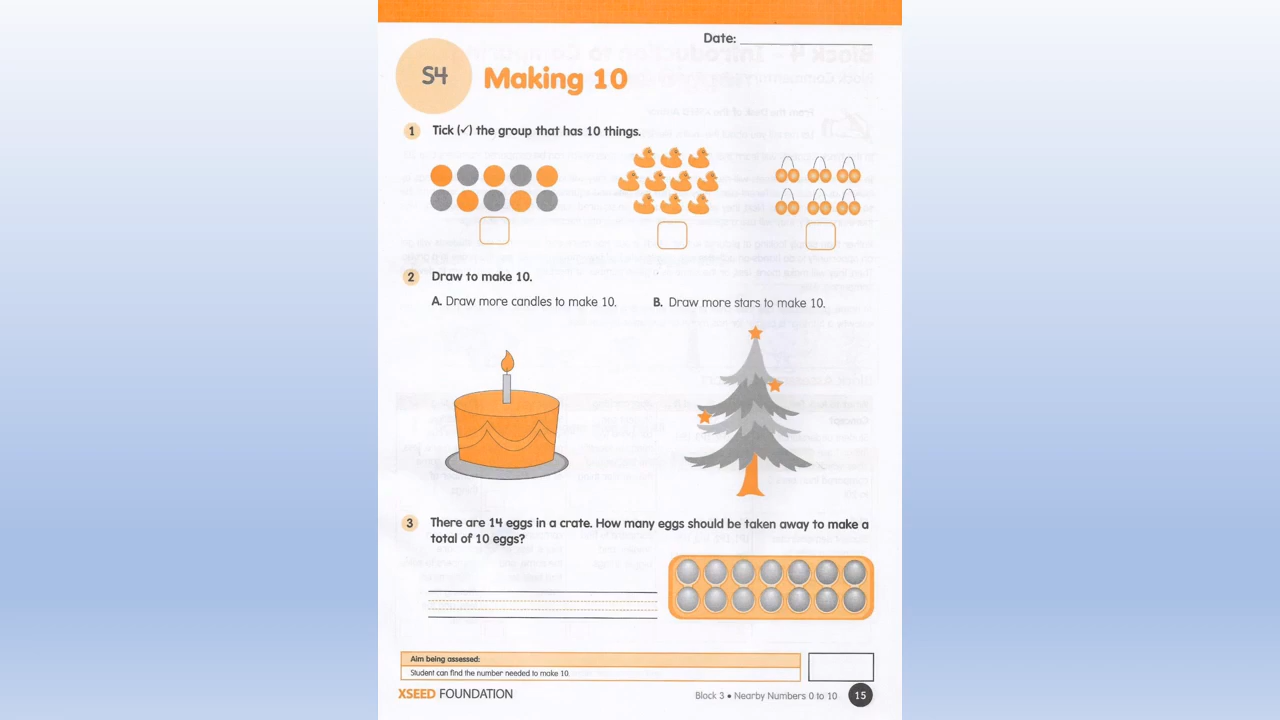 Date:
S4
Making 10
1 Tick (✓) the group that has 10 things.
2 Draw to make 10.
A. Draw more candles to make 10.
B. Draw more stars to make 10.
3 There are 14 eggs in a crate. How many eggs should be taken away to make a
total of 10 eggs?
Aim being assessed:
Student can find the number needed to make 10.
XSEED FOUNDATION
Block 3 • Nearby Numbers 0 to 10
15